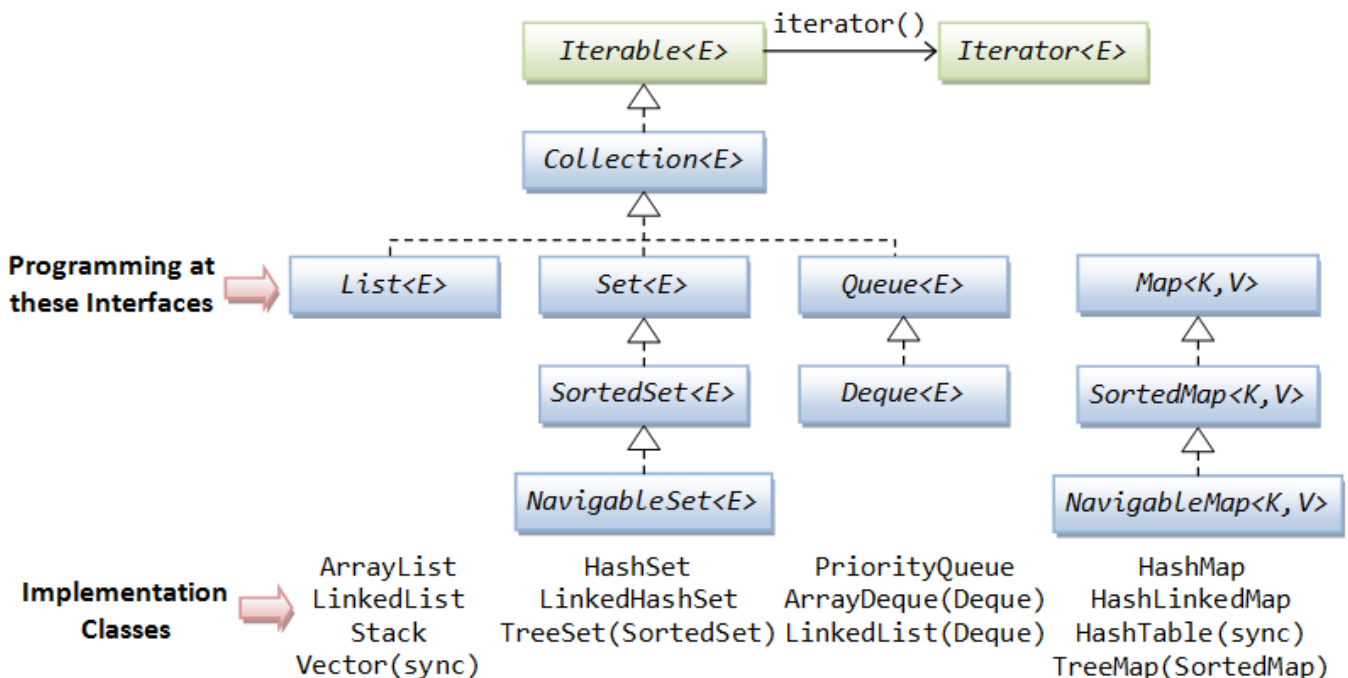 iterator()
Iterable<E>
Iterator<E>
Collection<E>
Programming at
these Interfaces
List<E>
Set<E>
Queue<E>
Map<K,V>
SortedSet<E>
Deque<E>
SortedMap<K,V>
NavigableSet<E>
NavigableMap<K,V>
Implementation
Classes
ArrayList
LinkedList
Stack
Vector(sync)
HashSet
LinkedHashSet
TreeSet(SortedSet)
PriorityQueue
ArrayDeque(Deque)
LinkedList(Deque)
HashMap
HashLinkedMap
HashTable(sync)
TreeMap(SortedMap)